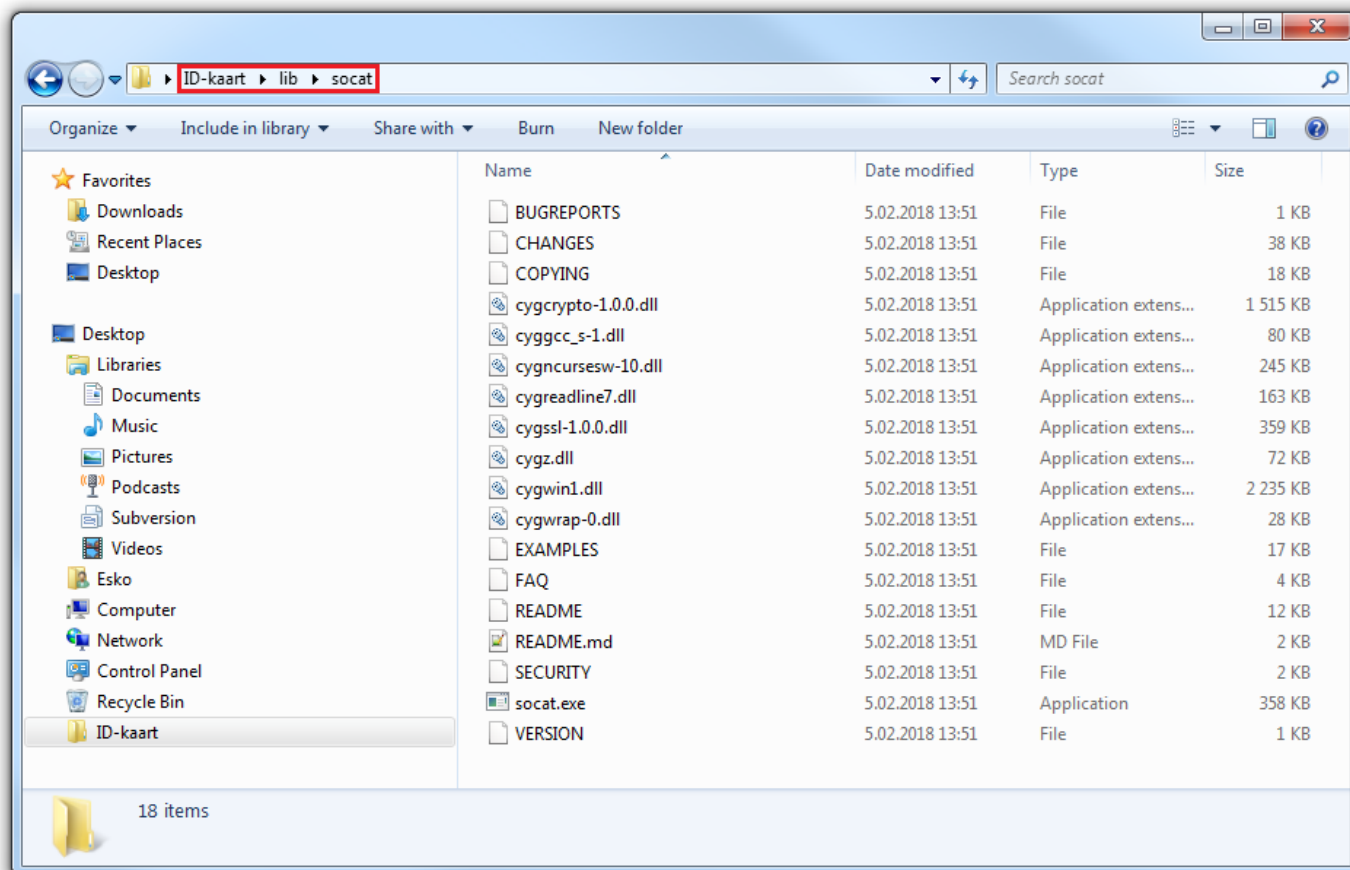 ID-kaart lib socat
Search socat
Organize Include in library Share with Burn New folder
Favorites
Downloads
Recent Places
Desktop
Desktop
Libraries
Documents
Music
Pictures
Podcasts
Subversion
Videos
Esko
Computer
Network
Control Panel
Recycle Bin
ID-kaart
Name Date modified Type Size
BUGREPORTS 5.02.2018 13:51 File 1 KB
CHANGES 5.02.2018 13:51 File 38 KB
COPYING 5.02.2018 13:51 File 18 KB
cygcrypto-1.0.0.dll 5.02.2018 13:51 Application extens... 1 515 KB
cyggcc_s-1.dll 5.02.2018 13:51 Application extens... 80 KB
cygncursesw-10.dll 5.02.2018 13:51 Application extens... 245 KB
cygreadline7.dll 5.02.2018 13:51 Application extens... 163 KB
cygssl-1.0.0.dll 5.02.2018 13:51 Application extens... 359 KB
cygz.dll 5.02.2018 13:51 Application extens... 72 KB
cygwin1.dll 5.02.2018 13:51 Application extens... 2 235 KB
cygwrap-0.dll 5.02.2018 13:51 Application extens... 28 KB
EXAMPLES 5.02.2018 13:51 File 17 KB
FAQ 5.02.2018 13:51 File 4 KB
README 5.02.2018 13:51 File 12 KB
README.md 5.02.2018 13:51 MD File 2 KB
SECURITY 5.02.2018 13:51 File 2 KB
socat.exe 5.02.2018 13:51 Application 358 KB
VERSION 5.02.2018 13:51 File 1 KB
18 items